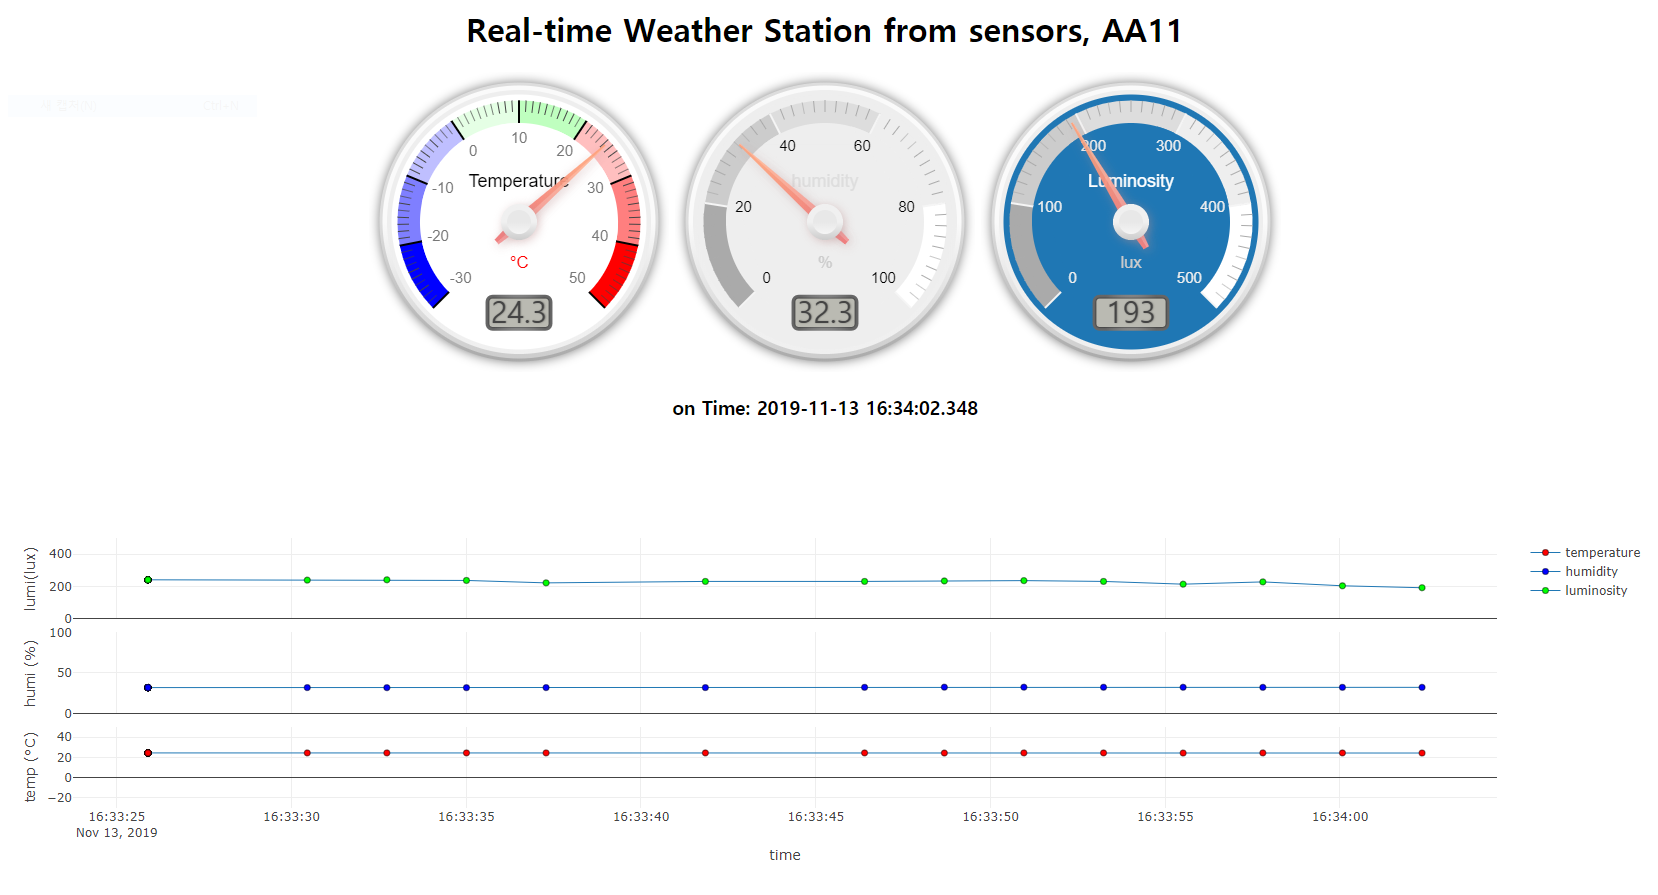 Real-time Weather Station from sensors, AA11
Temperature
-30 -20 -10 0 10 20 30 40 50
°C
24.3
humidity
0 20 40 60 80 100
%
32.3
Luminosity
0 100 200 300 400 500
lux
193
on Time: 2019-11-13 16:34:02.348
lumi(lux)
400
200
0
humi (%)
100
50
0
temp (°C)
40
20
0
−20
16:33:25 16:33:30 16:33:35 16:33:40 16:33:45 16:33:50 16:33:55 16:34:00
Nov 13, 2019
time
temperature
humidity
luminosity